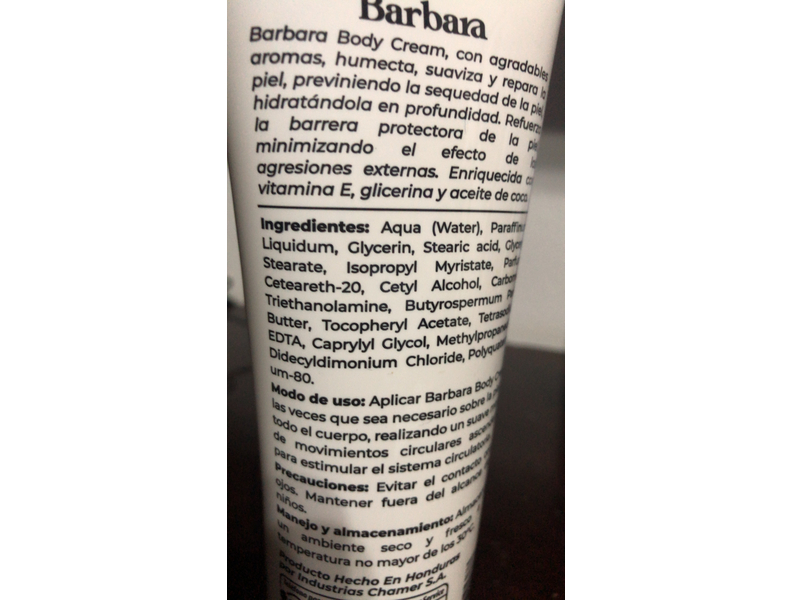 Barbara
Barbara Body Cream, con agradables
aromas, humecta, suaviza y repara la
piel, previniendo la sequedad de la piel,
hidratándola en profundidad.
la barrera protectora de la
minimizando el efecto de
agresiones externas. Enriquecida
vitamina E, glicerina y aceite de coco.
Ingredientes: Aqua (Water),
Liquidum, Glycerin, Stearic acid,
Stearate, Isopropyl Myristate,
Ceteareth-20, Cetyl Alcohol,
Triethanolamine, Butyrospermum
Butter, Tocopheryl Acetate,
EDTA, Caprylyl Glycol,
Didecyldimonium Chloride,
um-80.
Modo de uso: Aplicar Barbara Body
las veces que sea necesario sobre la
todo el cuerpo, realizando un suave
de movimientos circulares
para estimular el sistema
Precauciones: Evitar el contacto
ojos. Mantener fuera del alcance
niños.
Manejo y almacenamiento:
un ambiente seco y fresco
temperatura no mayor de los 30°C.
Producto Hecho En Honduras
por Industrias Chamer S.A.